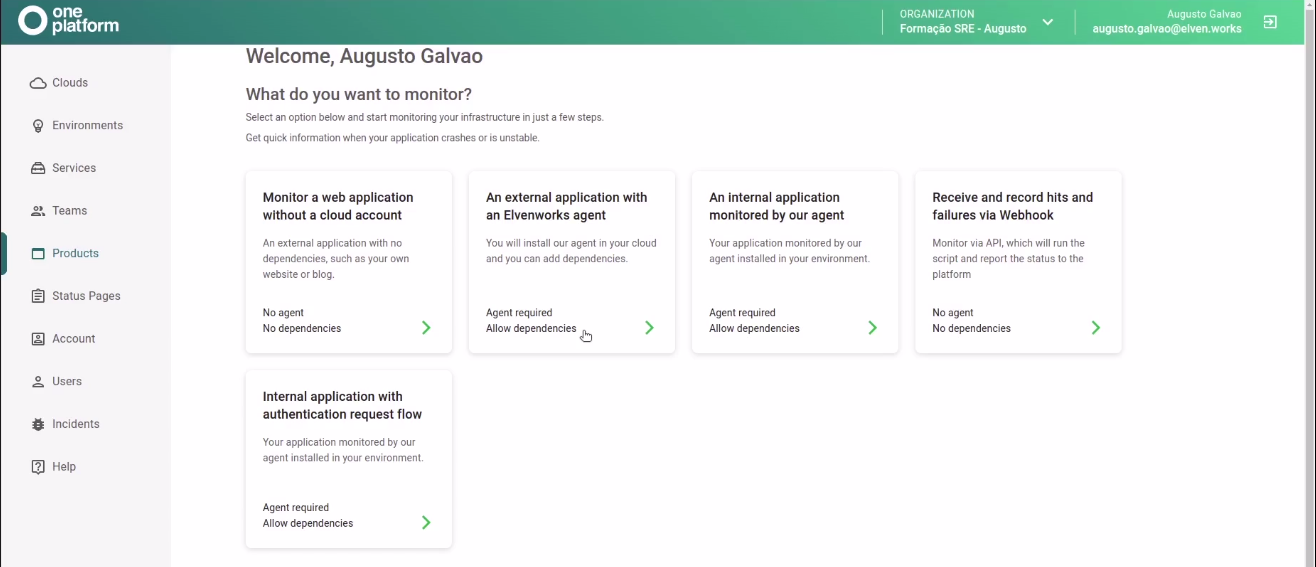 one
platform
ORGANIZATION
Formação SRE - Augusto
Augusto Galvao
augusto.galvao@elven.works
Clouds
Environments
Services
Teams
Products
Status Pages
Account
Users
Incidents
Help
Welcome, Augusto Galvao
What do you want to monitor?
Select an option below and start monitoring your infrastructure in just a few steps.
Get quick information when your application crashes or is unstable.
Monitor a web application
without a cloud account
An external application with no
dependencies, such as your own
website or blog.
No agent
No dependencies
An external application with
an Elvenworks agent
You will install our agent in your cloud
and you can add dependencies.
Agent required
Allow dependencies
An internal application
monitored by our agent
Your application monitored by our
agent installed in your environment.
Agent required
Allow dependencies
Receive and record hits and
failures via Webhook
Monitor via API, which will run the
script and report the status to the
platform
No agent
No dependencies
Internal application with
authentication request flow
Your application monitored by our
agent installed in your environment.
Agent required
Allow dependencies